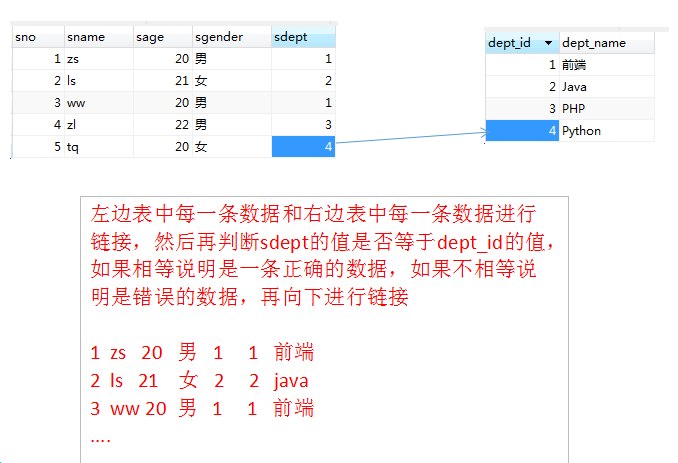 sno sname sage sgender sdept
1 zs 20 男 1
2 ls 21 女 2
3 ww 20 男 1
4 zl 22 男 3
5 tq 20 女 4
dept_id dept_name
1 前端
2 Java
3 PHP
4 Python
左边表中每一条数据和右边表中每一条数据进行
链接，然后再判断sdept的值是否等于dept_id的值，
如果相等说明是一条正确的数据，如果不相等说
明是错误的数据，再向下进行链接
1 zs 20 男 1 1 前端
2 ls 21 女 2 2 java
3 ww 20 男 1 1 前端
....